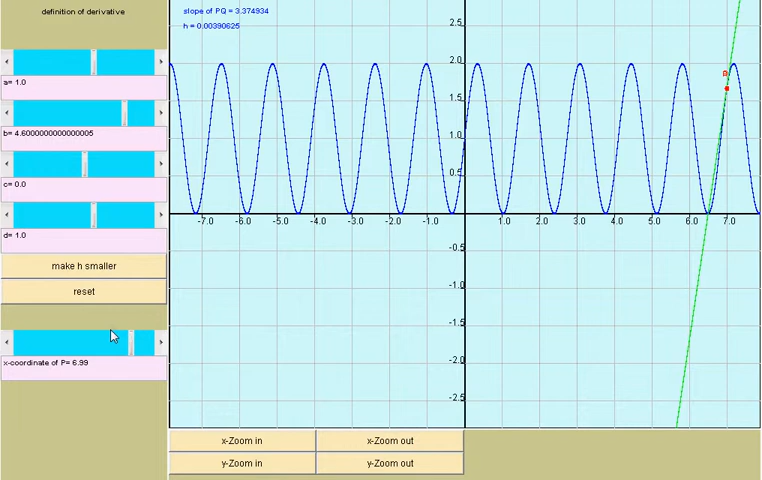 definition of derivative
a= 1.0
b= 4.6000000000000005
c= 0.0
d= 1.0
make h smaller
reset
x-coordinate of P= 6.99
slope of PQ = 3.374934
h = 0.00390625
2.5
2.0
1.5
1.0
0.5
-7.0 -6.0 -5.0 -4.0 -3.0 -2.0 -1.0 1.0 2.0 3.0 4.0 5.0 6.0 7.0
-0.5
-1.0
-1.5
-2.0
-2.5
x-Zoom in x-Zoom out
y-Zoom in y-Zoom out